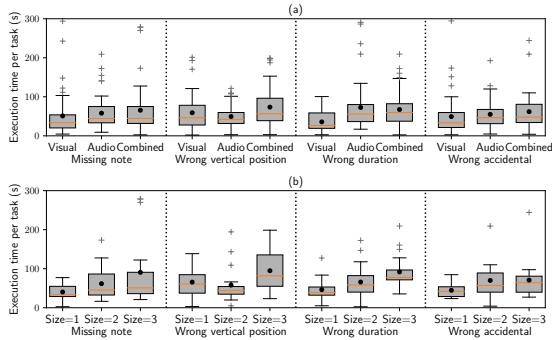 (a)
Execution time per task (s)
300
200
100
0
Visual Audio Combined Visual Audio Combined Visual Audio Combined Visual Audio Combined
Missing note Wrong vertical position Wrong duration Wrong accidental
(b)
Execution time per task (s)
300
200
100
0
Size=1 Size=2 Size=3 Size=1 Size=2 Size=3 Size=1 Size=2 Size=3 Size=1 Size=2 Size=3
Missing note Wrong vertical position Wrong duration Wrong accidental